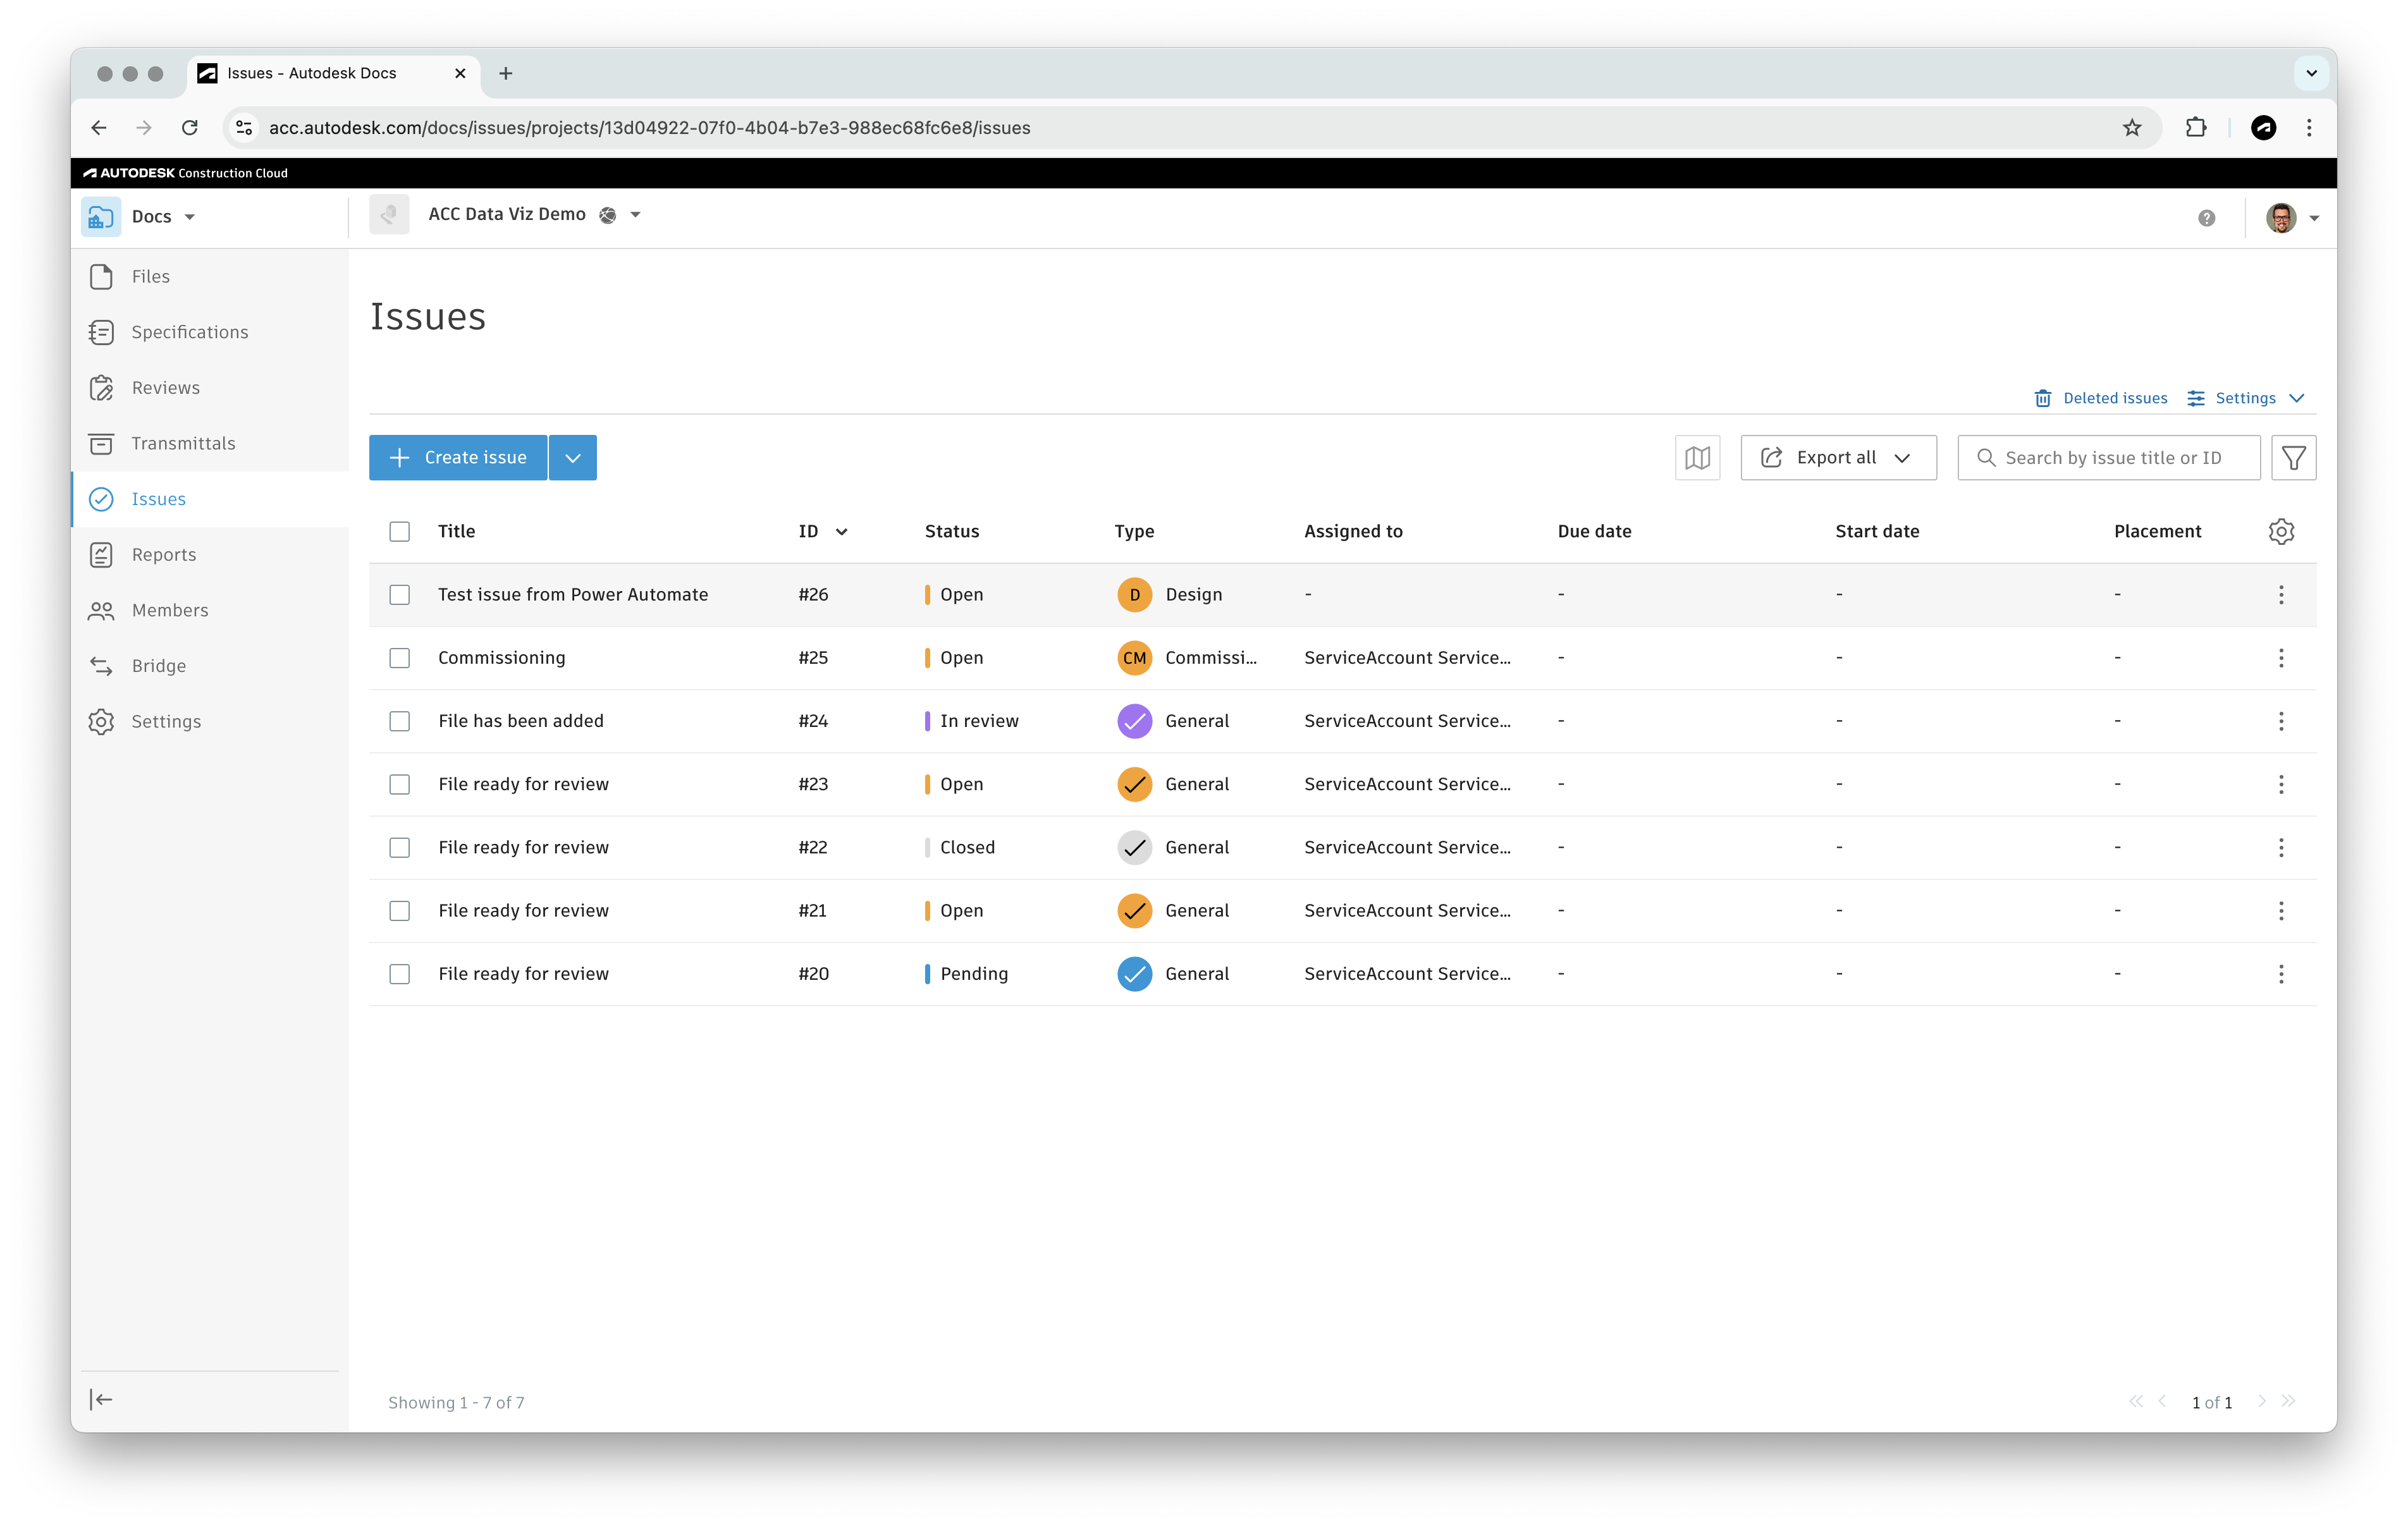 Issues - Autodesk Docs
acc.autodesk.com/docs/issues/projects/13d04922-07f0-4b04-b7e3-988ec68fc6e8/issues
AUTODESK Construction Cloud
Docs
ACC Data Viz Demo
Files
Specifications
Reviews
Transmittals
Issues
Reports
Members
Bridge
Settings
Issues
Deleted issues Settings
Create issue Export all Search by issue title or ID
Title ID Status Type Assigned to Due date Start date Placement
Test issue from Power Automate #26 Open D Design - - - -
Commissioning #25 Open CM Commissi... ServiceAccount Service... - - -
File has been added #24 In review General ServiceAccount Service... - - -
File ready for review #23 Open General ServiceAccount Service... - - -
File ready for review #22 Closed General ServiceAccount Service... - - -
File ready for review #21 Open General ServiceAccount Service... - - -
File ready for review #20 Pending General ServiceAccount Service... - - -
Showing 1 - 7 of 7
1 of 1